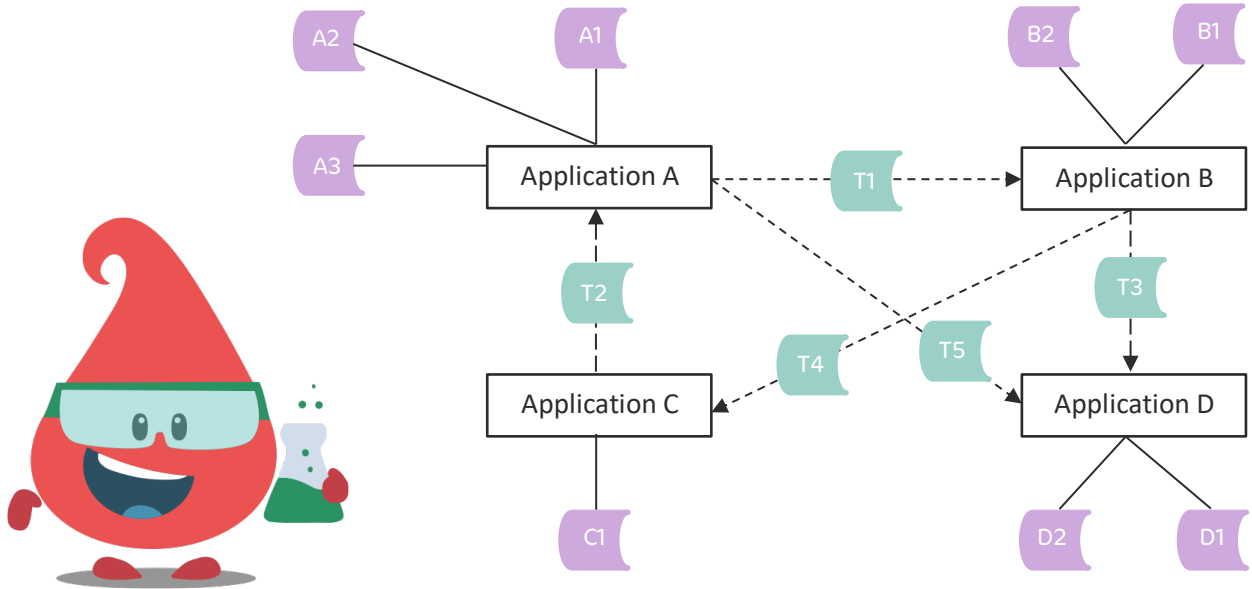 A2
A1
B2
B1
A3
Application A
T1
Application B
T2
T3
T4
T5
Application C
Application D
C1
D2
D1